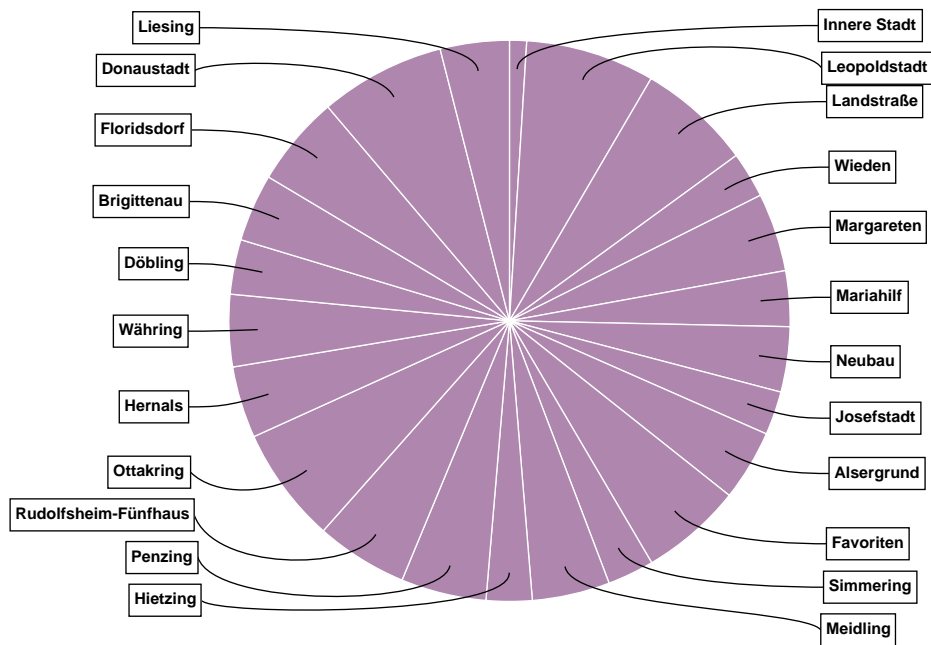 Innere Stadt
Leopoldstadt
Landstraße
Wieden
Margareten
Mariahilf
Neubau
Josefstadt
Alsergrund
Favoriten
Simmering
Meidling
Hietzing
Penzing
Rudolfsheim-Fünfhaus
Ottakring
Hernals
Währing
Döbling
Brigittenau
Floridsdorf
Donaustadt
Liesing